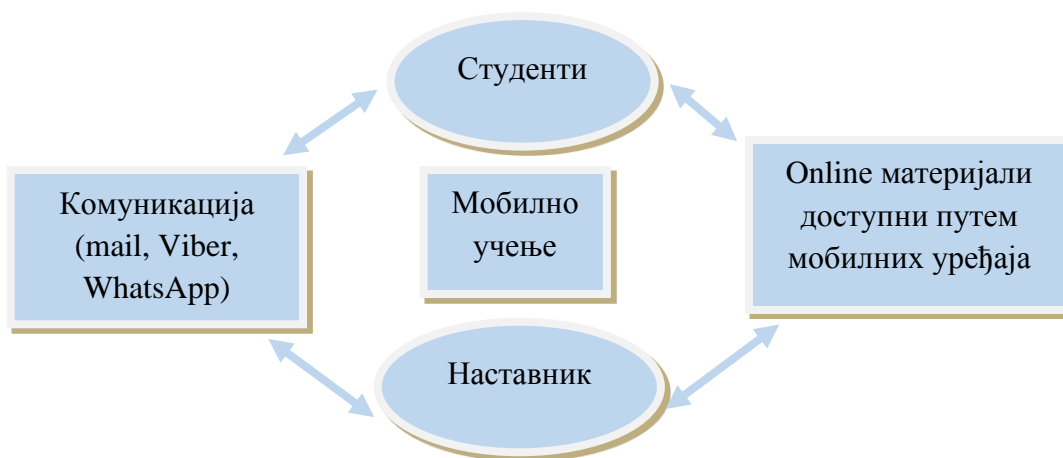 Студенти
Комуникација
(mail, Viber,
WhatsApp)
Мобилно
учење
Online материјали
доступни путем
мобилних уређаја
Наставник